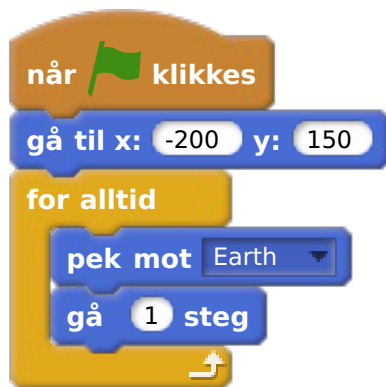 når klikkes
gå til x: -200 y: 150
for alltid
pek mot Earth
gå 1 steg